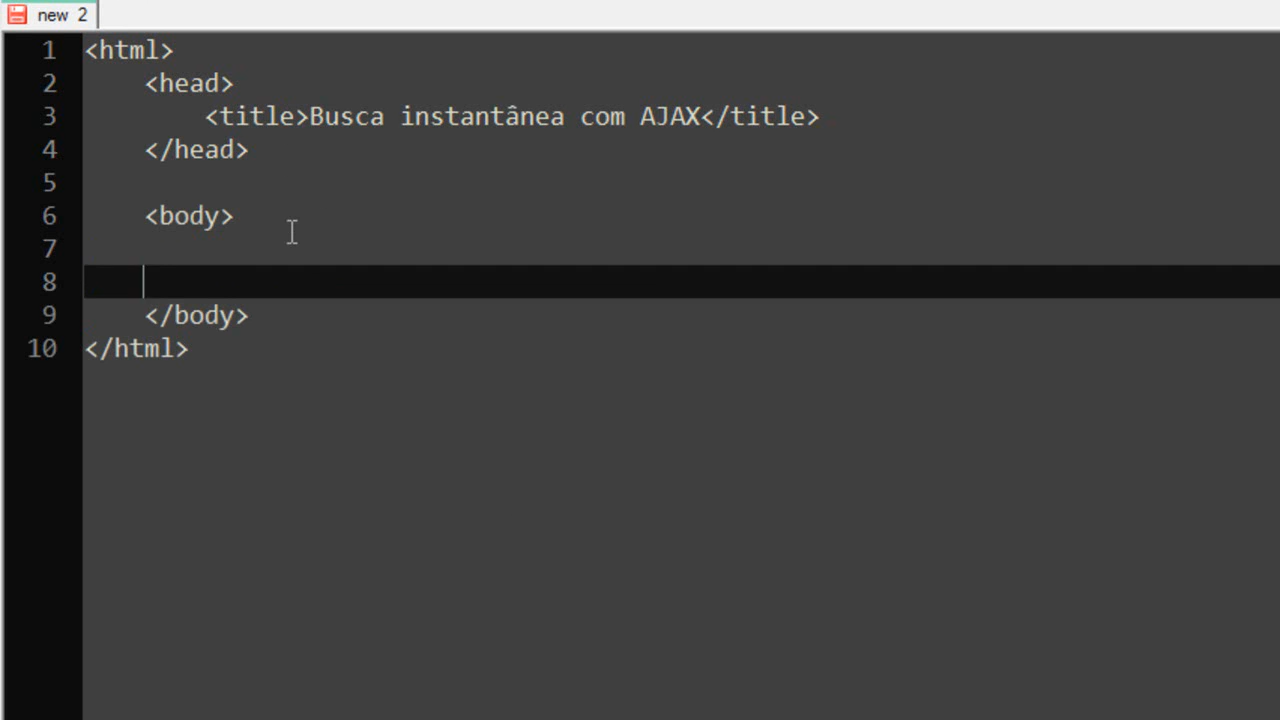 new 2
1 <html>
2 <head>
3 <title>Busca instantânea com AJAX</title>
4 </head>
5
6 <body>
7
8
9 </body>
10 </html>